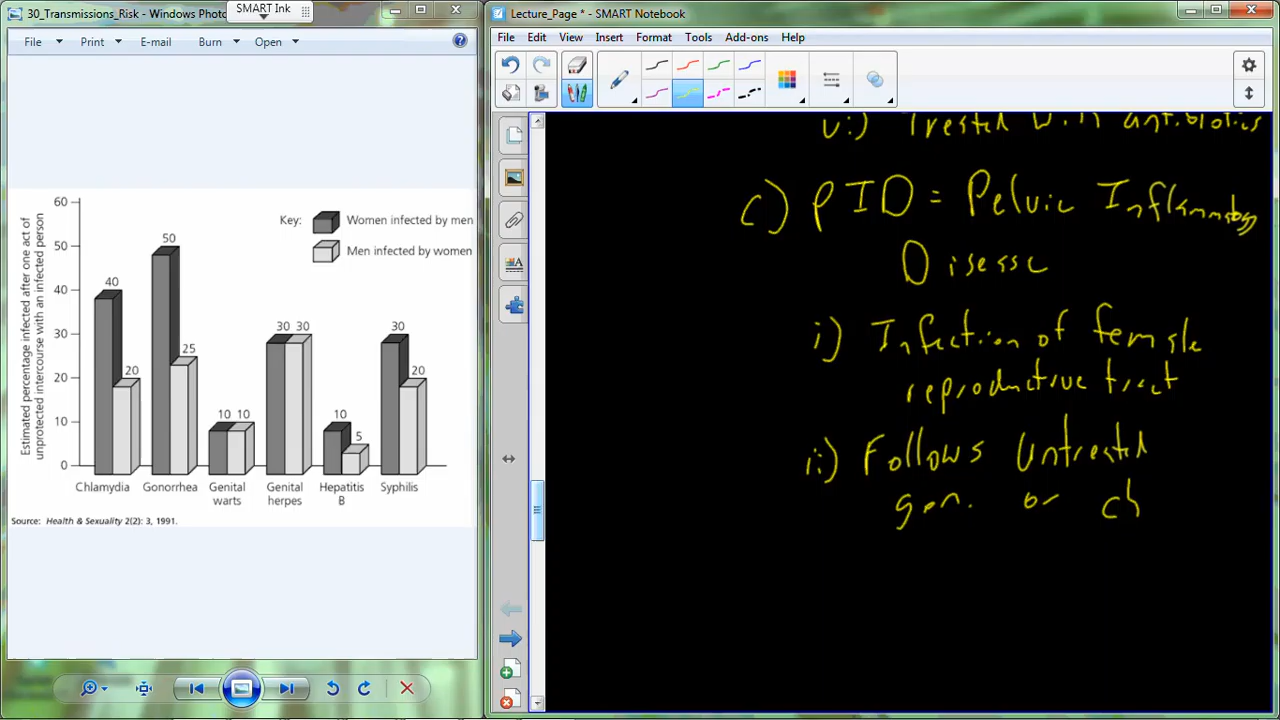 30_Transmissions_Risk - Windows Photo
SMART Ink
File Print E-mail Burn Open
60
50
40
30
20
10
0
Estimated percentage infected after one act of
unprotected intercourse with an infected person
Key: Women infected by men
Men infected by women
40
20
50
25
10 10
30 30
10
5
30
20
Chlamydia
Gonorrhea
Genital
warts
Genital
herpes
Hepatitis
B
Syphilis
Source: Health & Sexuality 2(2): 3, 1991.
Lecture_Page * - SMART Notebook
File Edit View Insert Format Tools Add-ons Help
vi) Treated with antibiotics
c) PID = Pelvic Inflammatory
Disease
i) Infection of female
reproductive tract
ii) Follows Untreated
gon. or ch